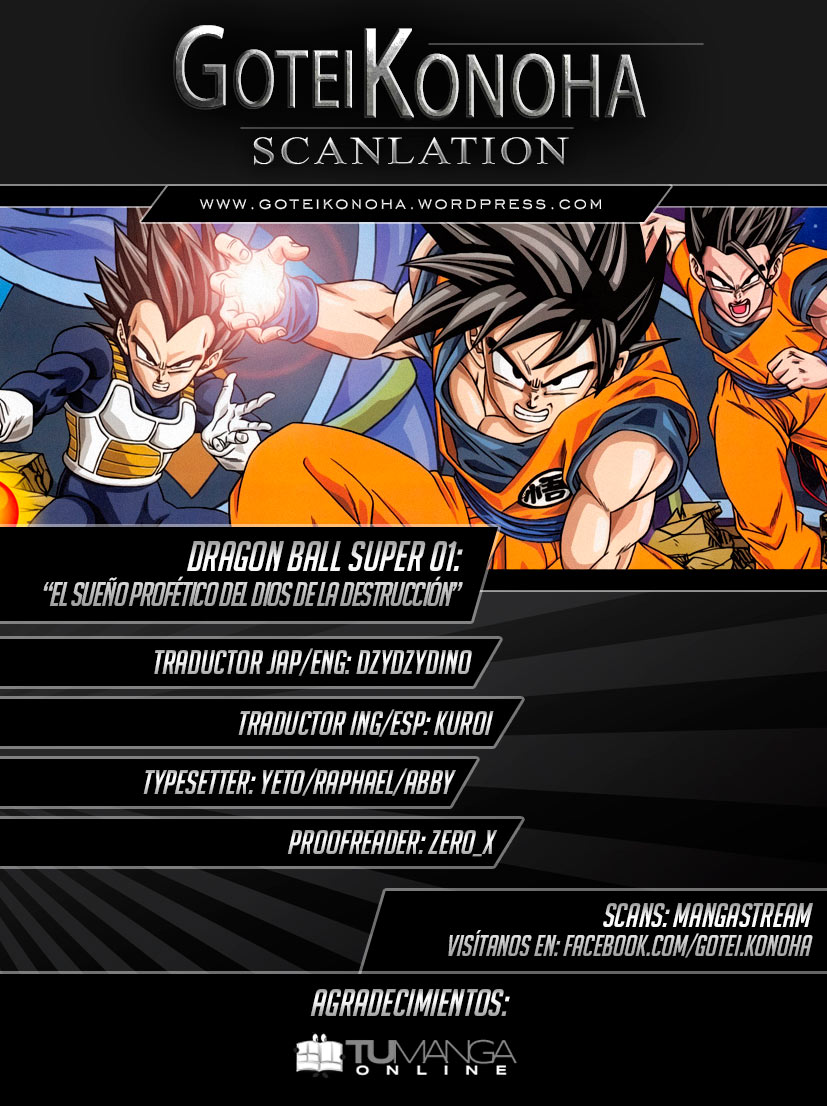 GOTEIKONOHA
SCANLATION
WWW.GOTEIKONOHA.WORDPRESS.COM
悟
DRAGON BALL SUPER 01:
“EL SUEÑO PROFÉTICO DEL DIOS DE LA DESTRUCCIÓN”
TRADUCTOR JAP/ENG: DZYDZYDINO
TRADUCTOR ING/ESP: KUROI
TYPESETTER: YETO/RAPHAEL/ABBY
PROOFREADER: ZERO_X
SCANS: MANGASTREAM
VISÍTANOS EN: FACEBOOK.COM/GOTEI.KONOHA
AGRADECIMIENTOS:
TUMANGA
ONLINE